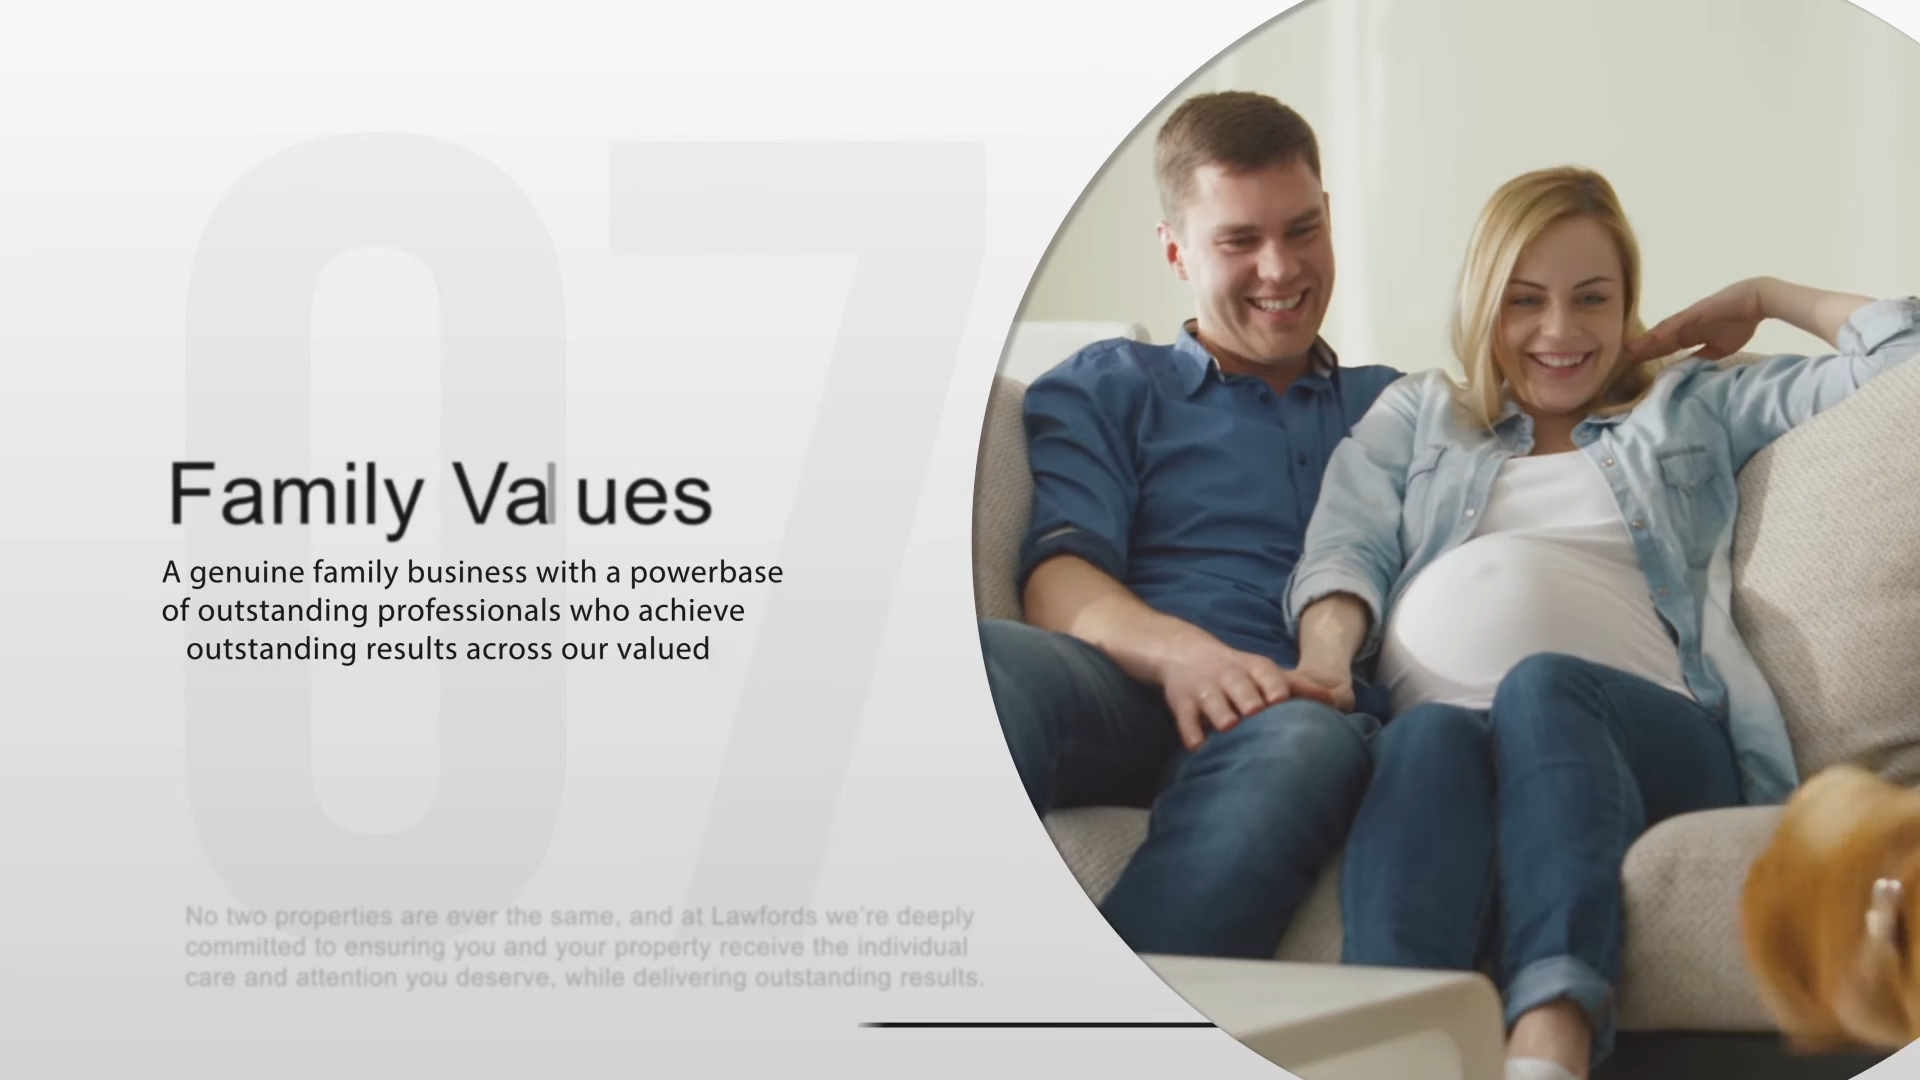 07
Family Values
A genuine family business with a powerbase
of outstanding professionals who achieve
outstanding results across our valued
No two properties are ever the same, and at Lawfords we're deeply
committed to ensuring you and your property receive the individual
care and attention you deserve, while delivering outstanding results.